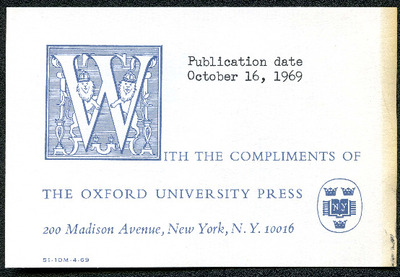 Publication date
October 16, 1969
WITH THE COMPLIMENTS OF
THE OXFORD UNIVERSITY PRESS
NY
200 Madison Avenue, New York, N.Y. 10016
51-10M-4-69